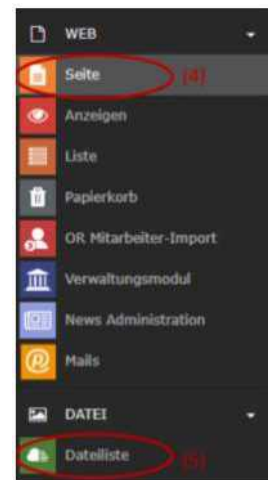 WEB
Seite (4)
Anzeigen
Liste
Papierkorb
OR Mitarbeiter-Import
Verwaltungsmodul
News Administration
Mails
DATEI
Dateiliste (5)